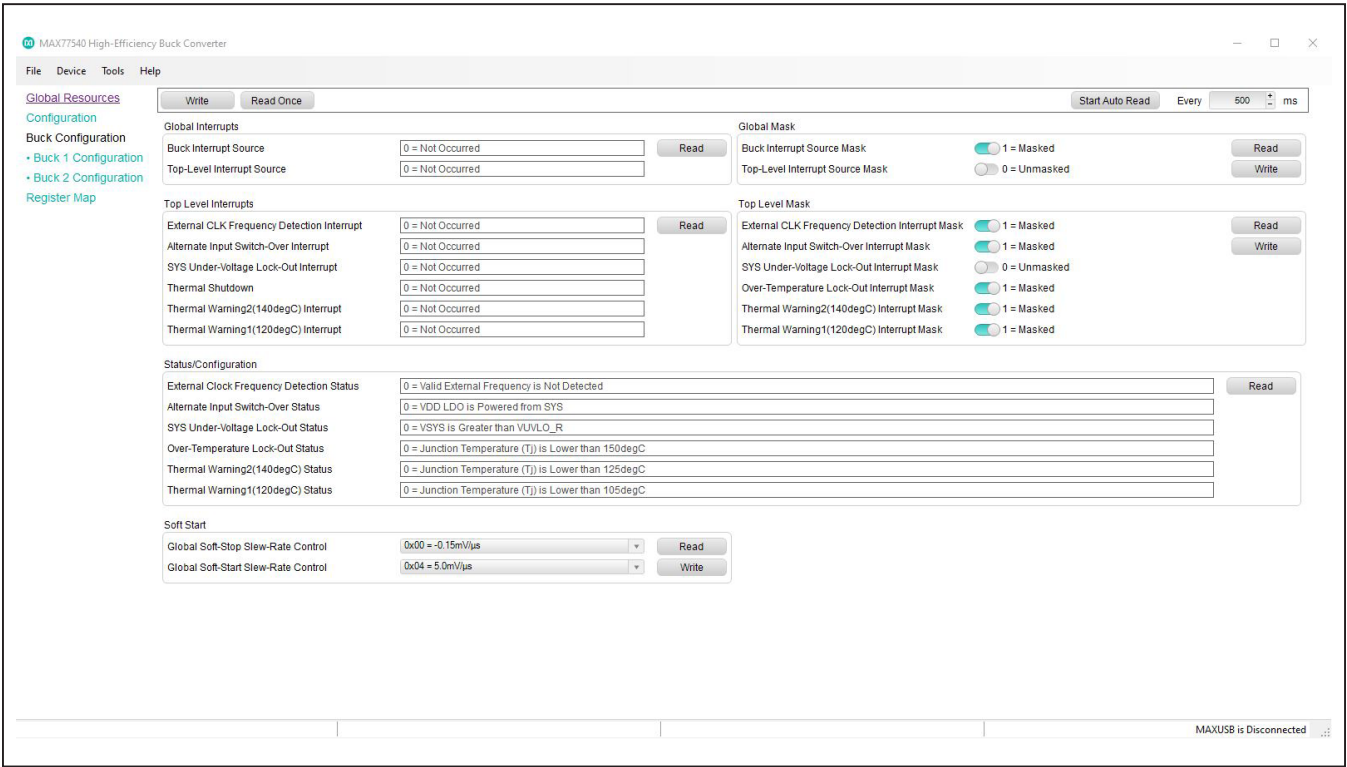 MAX77540 High-Efficiency Buck Converter
File Device Tools Help
Global Resources
Configuration
Buck Configuration
• Buck 1 Configuration
• Buck 2 Configuration
Register Map
Write Read Once Start Auto Read Every 500 ms
Global Interrupts
Buck Interrupt Source 0 = Not Occurred Read
Top-Level Interrupt Source 0 = Not Occurred
Global Mask
Buck Interrupt Source Mask 1 = Masked Read
Top-Level Interrupt Source Mask 0 = Unmasked Write
Top Level Interrupts
External CLK Frequency Detection Interrupt 0 = Not Occurred Read
Alternate Input Switch-Over Interrupt 0 = Not Occurred
SYS Under-Voltage Lock-Out Interrupt 0 = Not Occurred
Thermal Shutdown 0 = Not Occurred
Thermal Warning2(140degC) Interrupt 0 = Not Occurred
Thermal Warning1(120degC) Interrupt 0 = Not Occurred
Top Level Mask
External CLK Frequency Detection Interrupt Mask 1 = Masked Read
Alternate Input Switch-Over Interrupt Mask 1 = Masked Write
SYS Under-Voltage Lock-Out Interrupt Mask 0 = Unmasked
Over-Temperature Lock-Out Interrupt Mask 1 = Masked
Thermal Warning2(140degC) Interrupt Mask 1 = Masked
Thermal Warning1(120degC) Interrupt Mask 1 = Masked
Status/Configuration
External Clock Frequency Detection Status 0 = Valid External Frequency is Not Detected Read
Alternate Input Switch-Over Status 0 = VDD LDO is Powered from SYS
SYS Under-Voltage Lock-Out Status 0 = VSYS is Greater than VUVLO_R
Over-Temperature Lock-Out Status 0 = Junction Temperature (Tj) is Lower than 150degC
Thermal Warning2(140degC) Status 0 = Junction Temperature (Tj) is Lower than 125degC
Thermal Warning1(120degC) Status 0 = Junction Temperature (Tj) is Lower than 105degC
Soft Start
Global Soft-Stop Slew-Rate Control 0x00 = -0.15mV/µs Read
Global Soft-Start Slew-Rate Control 0x04 = 5.0mV/µs Write
MAXUSB is Disconnected